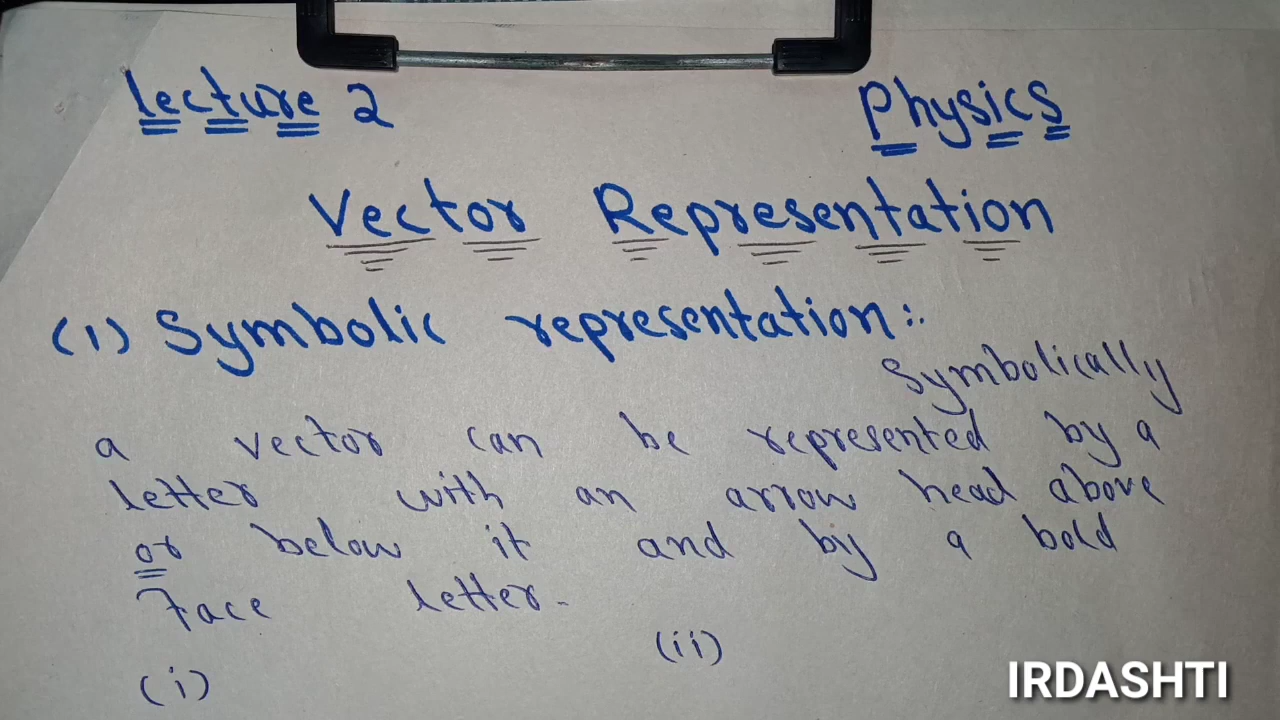 Lecture 2 Physics
Vector Representation
(1) Symbolic representation:.
Symbolically
a vector can be represented by a
letter with an arrow head above
or below it and by a bold
Face letter.
(i) (ii)
IRDASHTI